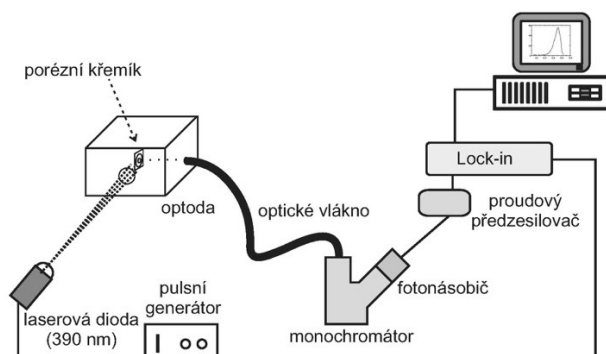 porézní křemík
optoda
optické vlákno
Lock-in
proudový
předzesilovač
fotonásobič
monochromátor
pulsní
generátor
laserová dioda
(390 nm)